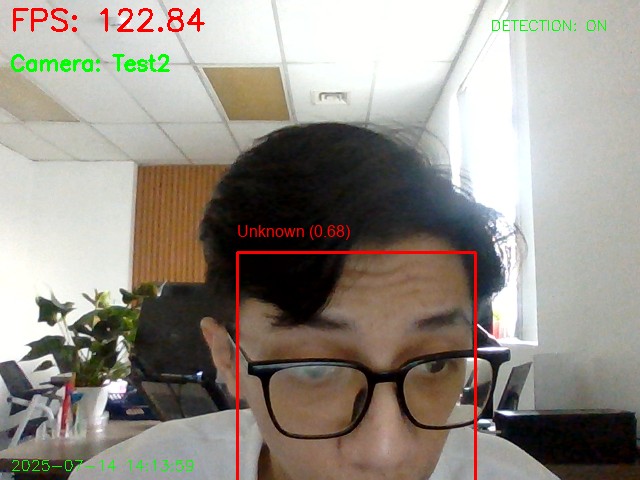 FPS: 122.84
DETECTION: ON
Camera: Test2
Unknown (0.68)
2025-07-14 14:13:59